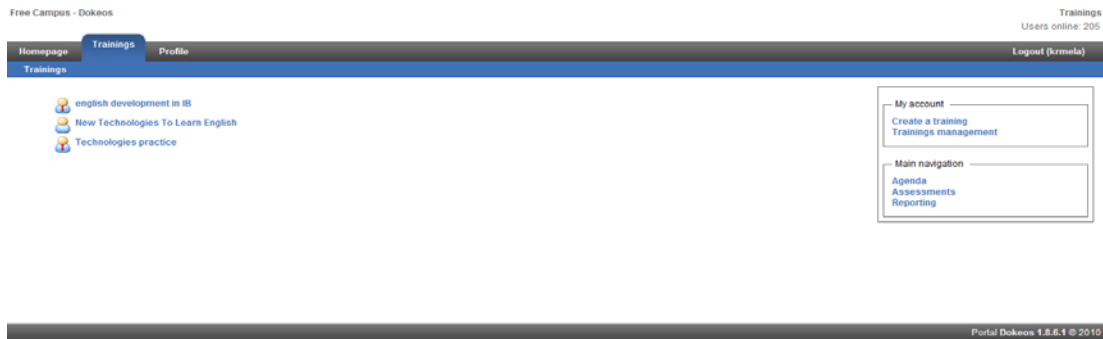 Free Campus - Dokeos
Trainings
Users online: 205
Homepage
Trainings
Profile
Logout (krmela)
Trainings
english development in IB
New Technologies To Learn English
Technologies practice
My account
Create a training
Trainings management
Main navigation
Agenda
Assessments
Reporting
Portal Dokeos 1.8.6.1 © 2010